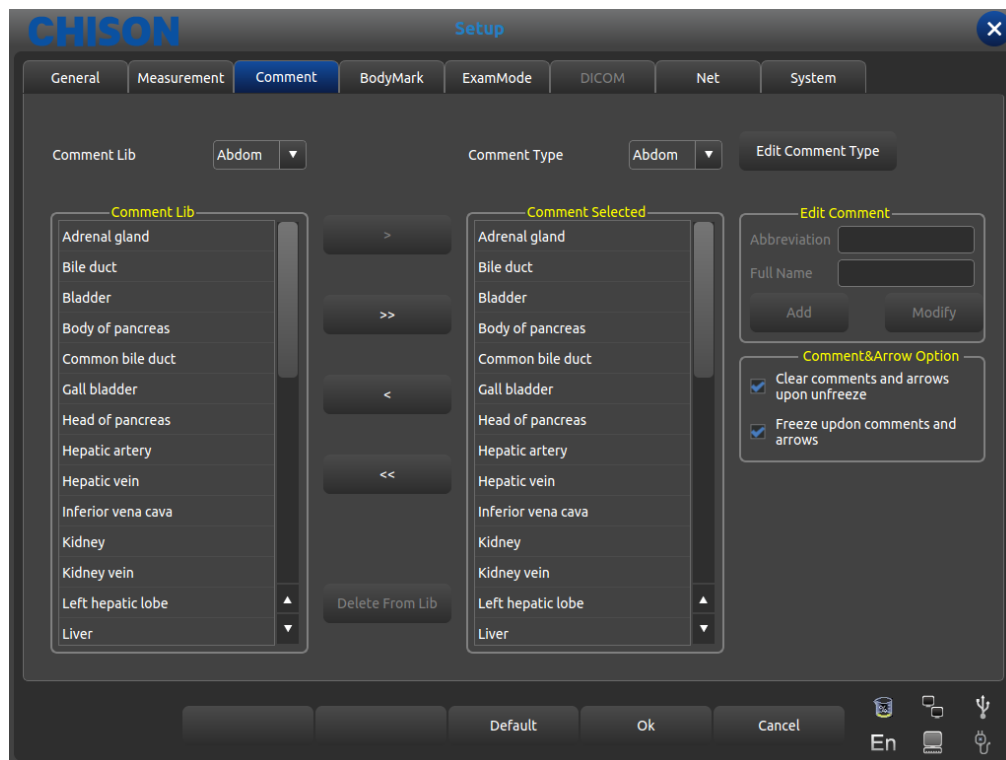 CHISON
Setup
General Measurement Comment BodyMark ExamMode DICOM Net System
Comment Lib Abdom Comment Type Abdom Edit Comment Type
Comment Lib
Adrenal gland
Bile duct
Bladder
Body of pancreas
Common bile duct
Gall bladder
Head of pancreas
Hepatic artery
Hepatic vein
Inferior vena cava
Kidney
Kidney vein
Left hepatic lobe
Liver
>
>>
<
<<
Delete From Lib
Comment Selected
Adrenal gland
Bile duct
Bladder
Body of pancreas
Common bile duct
Gall bladder
Head of pancreas
Hepatic artery
Hepatic vein
Inferior vena cava
Kidney
Kidney vein
Left hepatic lobe
Liver
Edit Comment
Abbreviation
Full Name
Add Modify
Comment&Arrow Option
Clear comments and arrows
upon unfreeze
Freeze updon comments and
arrows
Default Ok Cancel
En